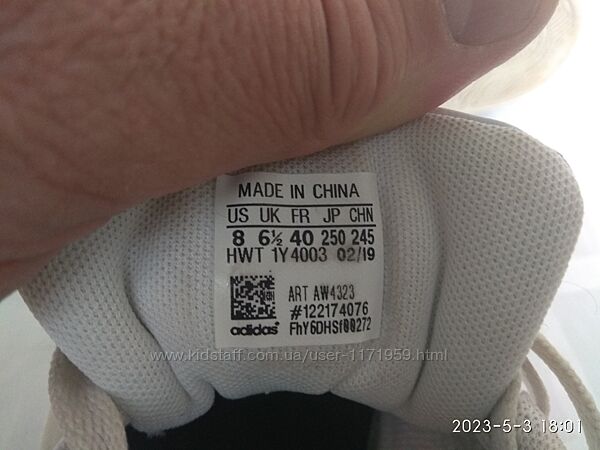 MADE IN CHINA
US UK FR JP CHN
8 6½ 40 250 245
HWT 1Y4003 02/19
ART AW4323
#122174076
adidas FhY6DHSf00272
www.kidstaff.com.ua/user-1171959.html
2023-5-3 18:01